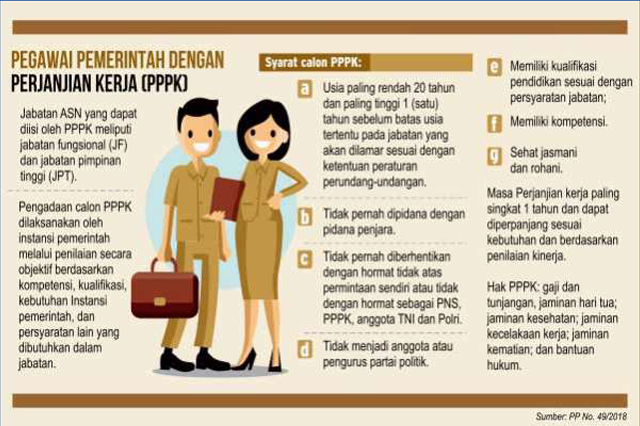 PEGAWAI PEMERINTAH DENGAN
PERJANJIAN KERJA (PPPK)
Jabatan ASN yang dapat
diisi oleh PPPK meliputi
jabatan fungsional (JF)
dan jabatan pimpinan
tinggi (JPT).
Pengadaan calon PPPK
dilaksanakan oleh
instansi pemerintah
melalui penilaian secara
objektif berdasarkan
kompetensi, kualifikasi,
kebutuhan Instansi
pemerintah, dan
persyaratan lain yang
dibutuhkan dalam
jabatan.
Syarat calon PPPK:
a Usia paling rendah 20 tahun
dan paling tinggi 1 (satu)
tahun sebelum batas usia
tertentu pada jabatan yang
akan dilamar sesuai dengan
ketentuan peraturan
perundang-undangan.
b Tidak pernah dipidana dengan
pidana penjara.
c Tidak pernah diberhentikan
dengan hormat tidak atas
permintaan sendiri atau tidak
dengan hormat sebagai PNS,
PPPK, anggota TNI dan Polri.
d Tidak menjadi anggota atau
pengurus partai politik.
e Memiliki kualifikasi
pendidikan sesuai dengan
persyaratan jabatan;
f Memiliki kompetensi.
g Sehat jasmani
dan rohani.
Masa Perjanjian kerja paling
singkat 1 tahun dan dapat
diperpanjang sesuai
kebutuhan dan berdasarkan
penilaian kinerja.
Hak PPPK: gaji dan
tunjangan, jaminan hari tua;
jaminan kesehatan; jaminan
kecelakaan kerja; jaminan
kematian; dan bantuan
hukum.
Sumber: PP No. 49/2018